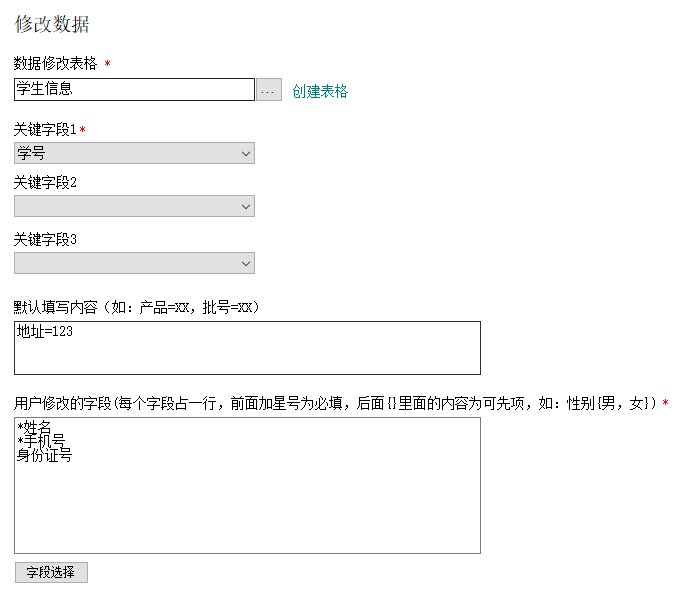 修改数据
数据修改表格 *
学生信息 ... 创建表格
关键字段1*
学号
关键字段2
关键字段3
默认填写内容（如：产品=XX，批号=XX）
地址=123
用户修改的字段(每个字段占一行，前面加星号为必填，后面{}里面的内容为可先项，如：性别{男，女}) *
*姓名
*手机号
身份证号
字段选择